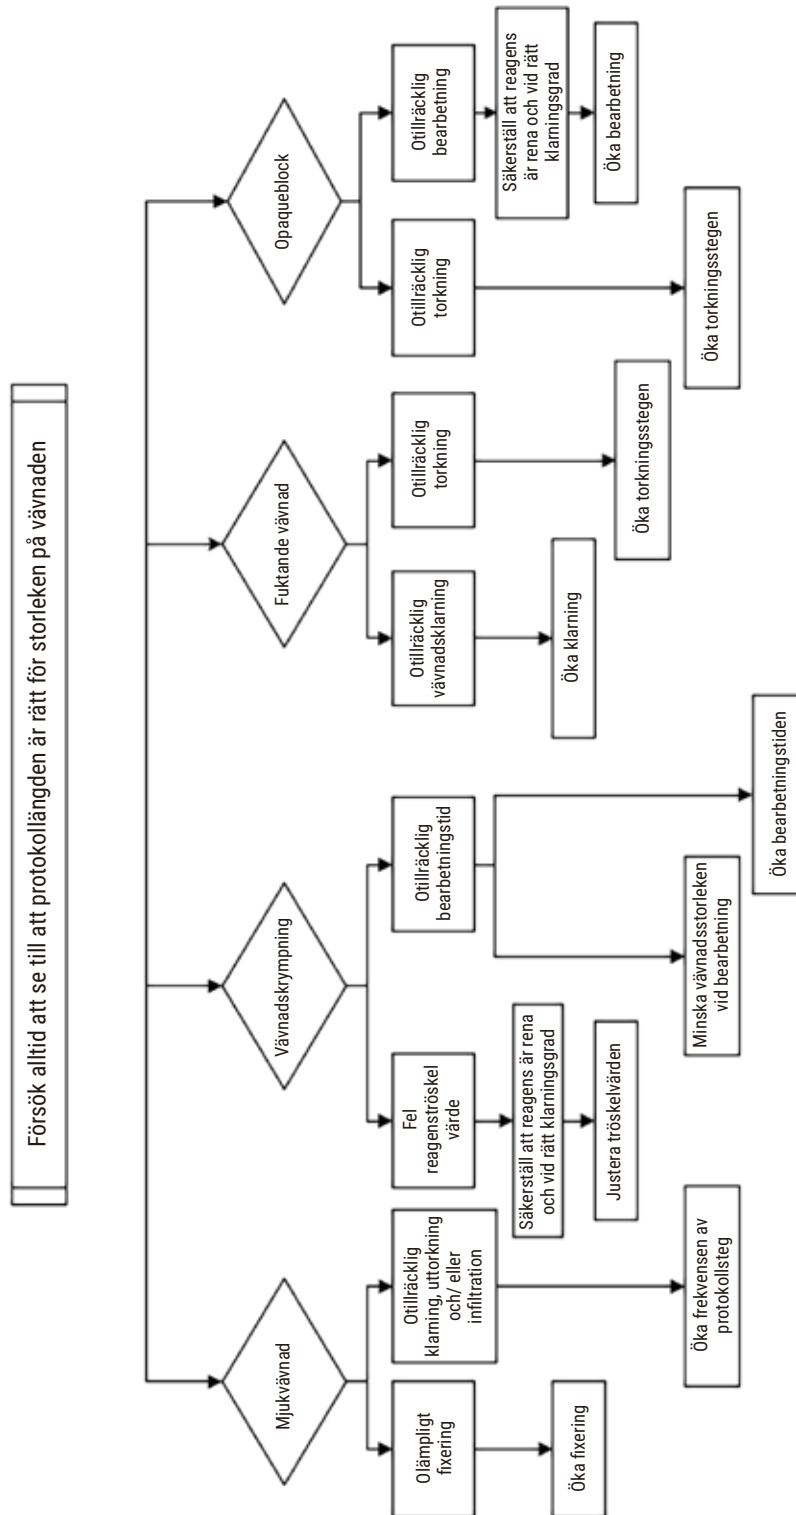 Försök alltid att se till att protokollängden är rätt för storleken på vävnaden
Mjukvävnad
Olämpligt
fixering
Öka fixering
Otillräcklig
klarning, uttorkning
och/ eller
infiltration
Öka frekvensen av
protokollsteg
Vävnadskrympning
Fel
reagenströskel
värde
Säkerställ att reagens är rena
och vid rätt klarningsgrad
Justera tröskelvärden
Otillräcklig
bearbetningstid
Minska vävnadsstorleken
vid bearbetning
Öka bearbetningstiden
Fuktande vävnad
Otillräcklig
vävnadsklarning
Öka klarning
Otillräcklig
torkning
Öka torkningsstegen
Opaqueblock
Otillräcklig
torkning
Öka torkningsstegen
Otillräcklig
bearbetning
Säkerställ att reagens
är rena och vid rätt
klarningsgrad
Öka bearbetning